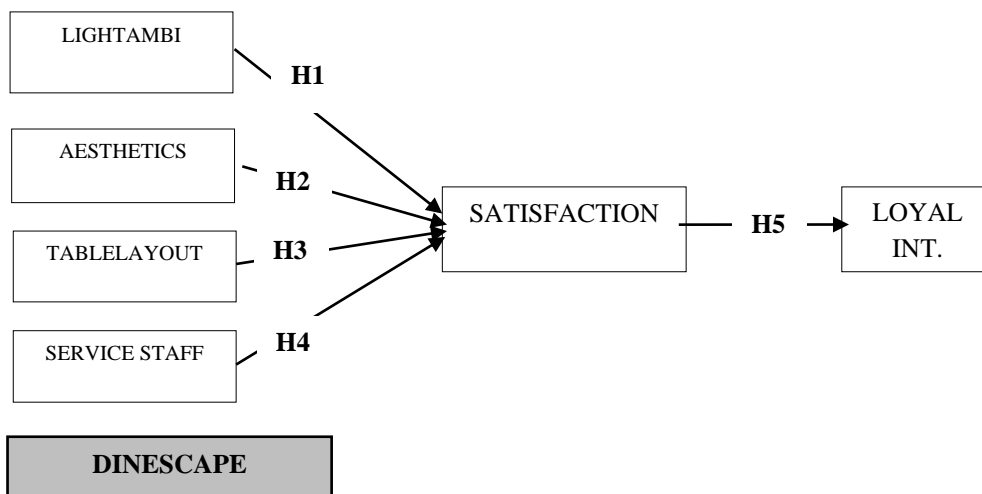 LIGHTAMBI
H1
AESTHETICS
H2
TABLELAYOUT
H3
SERVICE STAFF
H4
SATISFACTION
H5
LOYAL
INT.
DINESCAPE